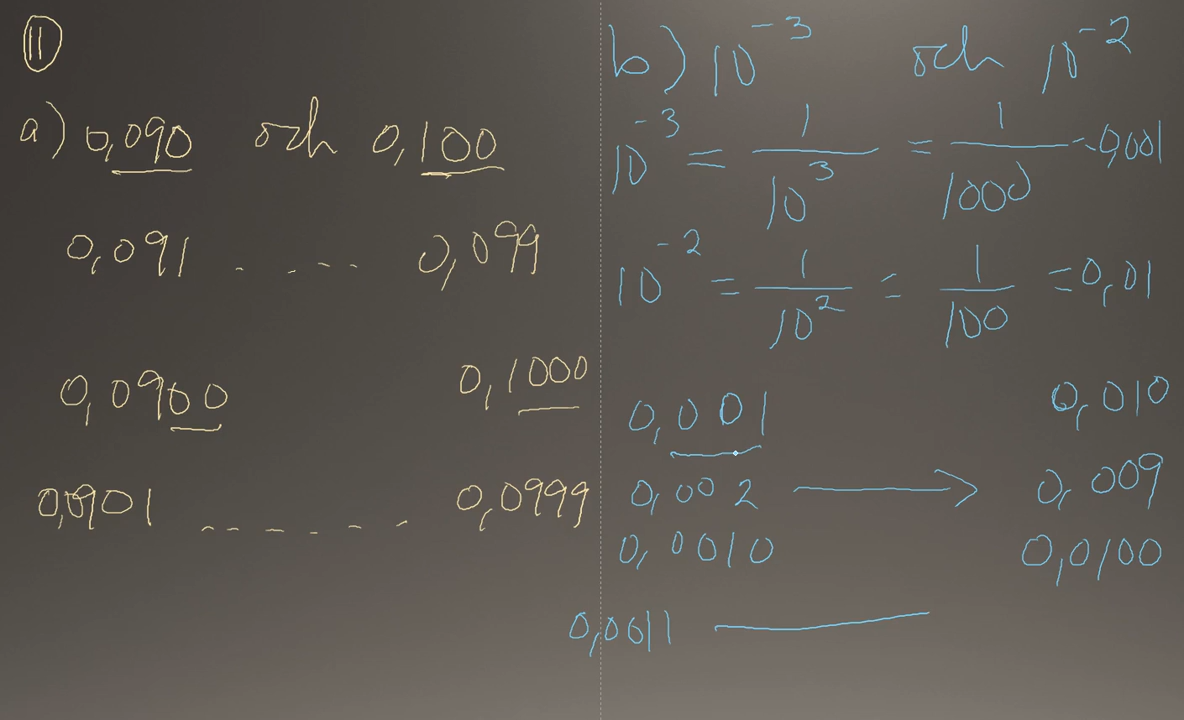 11
a) 0,090 och 0,100
0,091 . . - - - 0,099
0,0900 0,1000
0,0901 - - - - - - 0,0999
b) 10^-3 och 10^-2
10^-3 = 1/10^3 = 1/1000 = 0,001
10^-2 = 1/10^2 = 1/100 = 0,01
0,001 0,010
0,002 → 0,009
0,0010 0,0100
0,0011 —